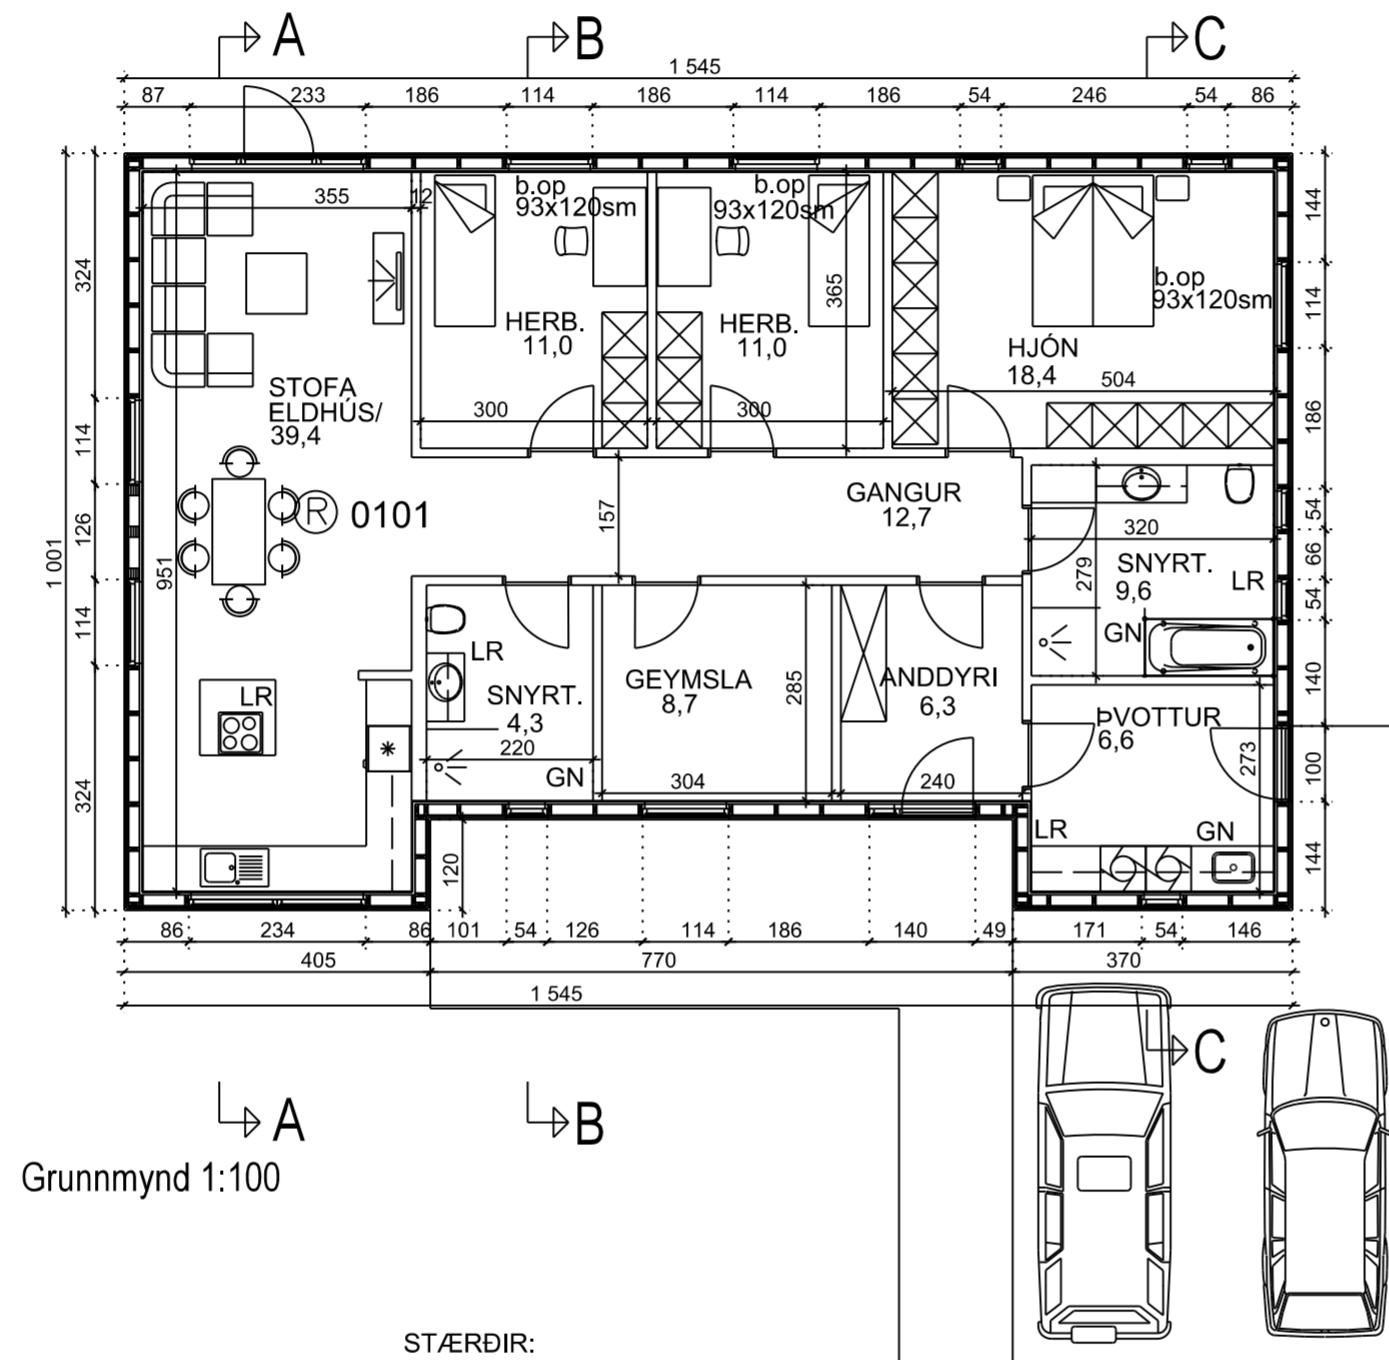 A B C
1 545
87 233 186 114 186 114 186 54 246 54 86
355 12
b.op
93x120sm
b.op
93x120sm
b.op
93x120sm
HERB.
11,0
HERB.
11,0
365
HJÓN
18,4
504
300 300
STOFA
ELDHÚS/
39,4
R 0101
157
GANGUR
12,7
320
279
SNYRT.
9,6
LR
GN
951
1 001
324
114
126
114
324
144
114
186
54
66
54
140
100
144
LR
LR
SNYRT.
4,3
220
GN
GEYMSLA
8,7
304
285
ANDDYRI
6,3
240
ÞVOTTUR
6,6
273
LR GN
120
86 234 86 101 54 126 114 186 140 49 171 54 146
405 770 370
1 545
C
A B
Grunnmynd 1:100
STÆRÐIR: